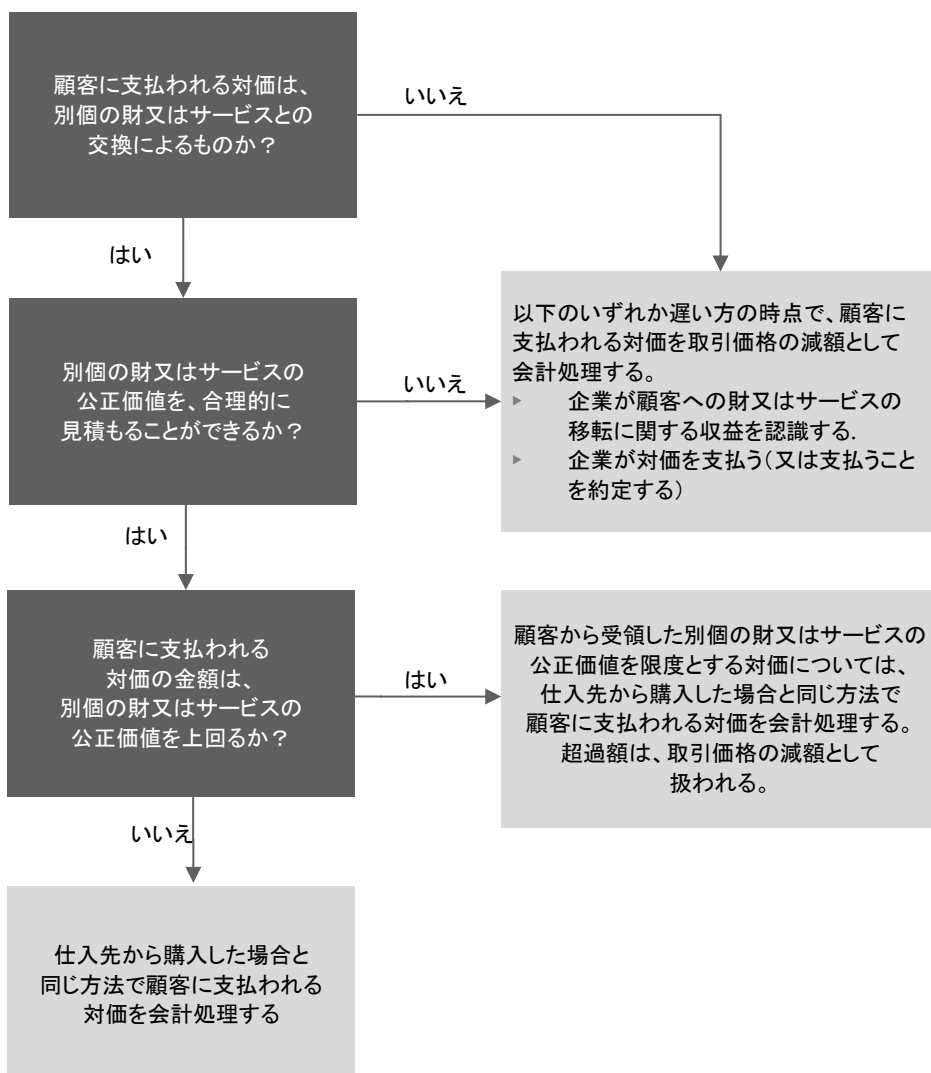 顧客に支払われる対価は、
別個の財又はサービスとの
交換によるものか？
いいえ
はい
別個の財又はサービスの
公正価値を、合理的に
見積もることができるか？
いいえ
以下のいずれか遅い方の時点で、顧客に
支払われる対価を取引価格の減額として
会計処理する。
企業が顧客への財又はサービスの
移転に関する収益を認識する.
企業が対価を支払う（又は支払うこと
を約定する）
はい
顧客に支払われる
対価の金額は、
別個の財又はサービスの
公正価値を上回るか？
はい
顧客から受領した別個の財又はサービスの
公正価値を限度とする対価については、
仕入先から購入した場合と同じ方法で
顧客に支払われる対価を会計処理する。
超過額は、取引価格の減額として
扱われる。
いいえ
仕入先から購入した場合と
同じ方法で顧客に支払われる
対価を会計処理する